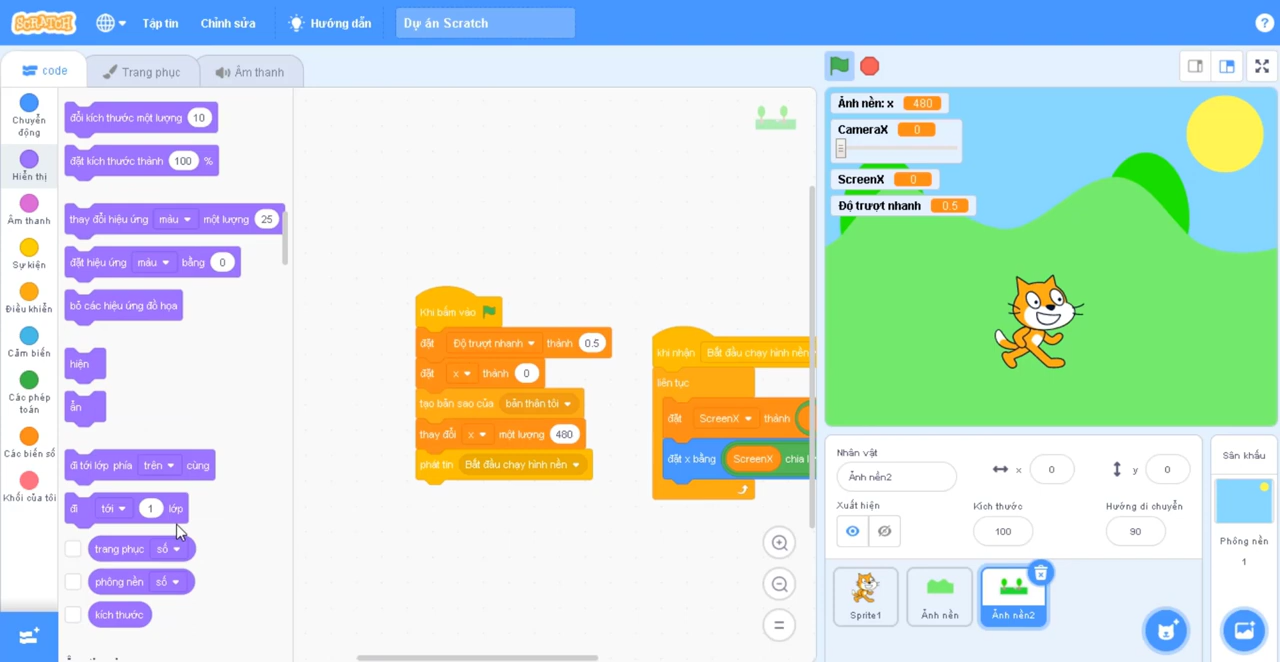 SCRATCH
Tập tin
Chỉnh sửa
Hướng dẫn
Dự án Scratch
?
code
Trang phục
Âm thanh
Chuyển động
Hiển thị
Âm thanh
Sự kiện
Điều khiển
Cảm biến
Các phép toán
Các biến số
Khối của tôi
đổi kích thước một lượng 10
đặt kích thước thành 100 %
thay đổi hiệu ứng màu một lượng 25
đặt hiệu ứng màu bằng 0
bỏ các hiệu ứng đồ họa
hiện
ẩn
đi tới lớp phía trên cùng
đi tới 1 lớp
trang phục số
phông nền số
kích thước
Khi bấm vào
đặt Độ trượt nhanh thành 0.5
đặt x thành 0
tạo bản sao của bản thân tôi
thay đổi x một lượng 480
phát tin Bắt đầu chạy hình nền
khi nhận Bắt đầu chạy hình nền
liên tục
đặt ScreenX thành
đặt x bằng ScreenX chia l
Ảnh nền: x 480
CameraX 0
ScreenX 0
Độ trượt nhanh 0.5
Nhân vật
Ảnh nền2
x 0
y 0
Xuất hiện
Kích thước
100
Hướng di chuyển
90
Sprite1
Ảnh nền
Ảnh nền2
Sân khấu
Phông nền
1